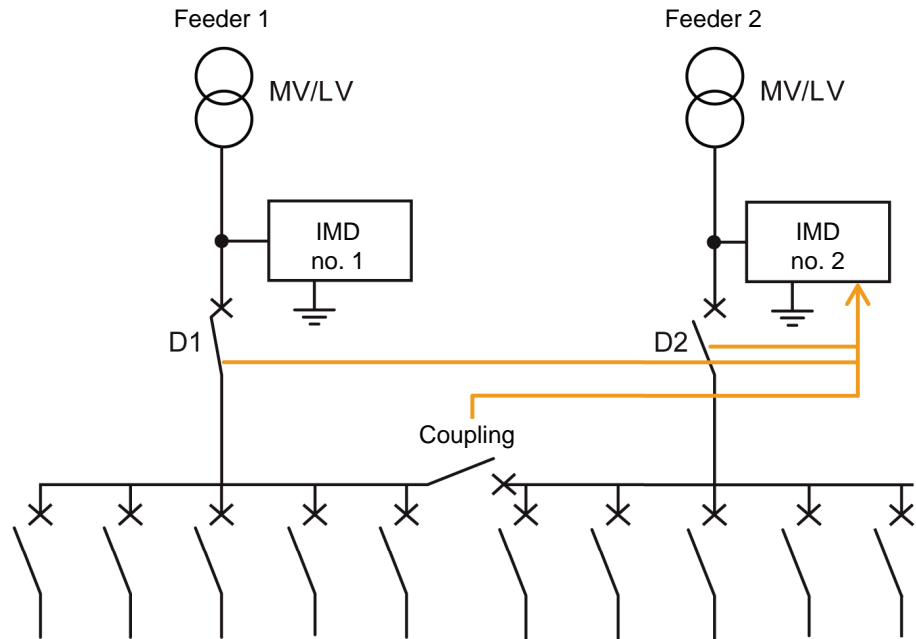 Feeder 1
Feeder 2
MV/LV
MV/LV
IMD
no. 1
IMD
no. 2
D1
D2
Coupling